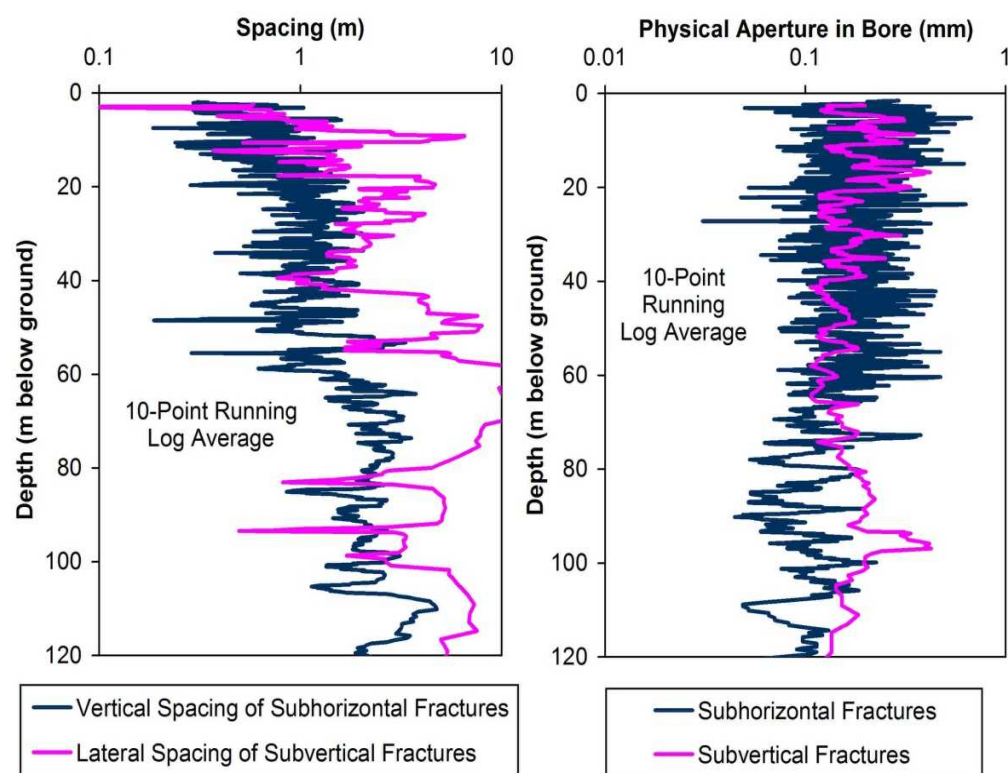 Spacing (m)
0.1 1 10
0
20
40
60
80
100
120
Depth (m below ground)
10-Point Running
Log Average
Vertical Spacing of Subhorizontal Fractures
Lateral Spacing of Subvertical Fractures
Physical Aperture in Bore (mm)
0.01 0.1 1
0
20
40
60
80
100
120
Depth (m below ground)
10-Point
Running
Log Average
Subhorizontal Fractures
Subvertical Fractures